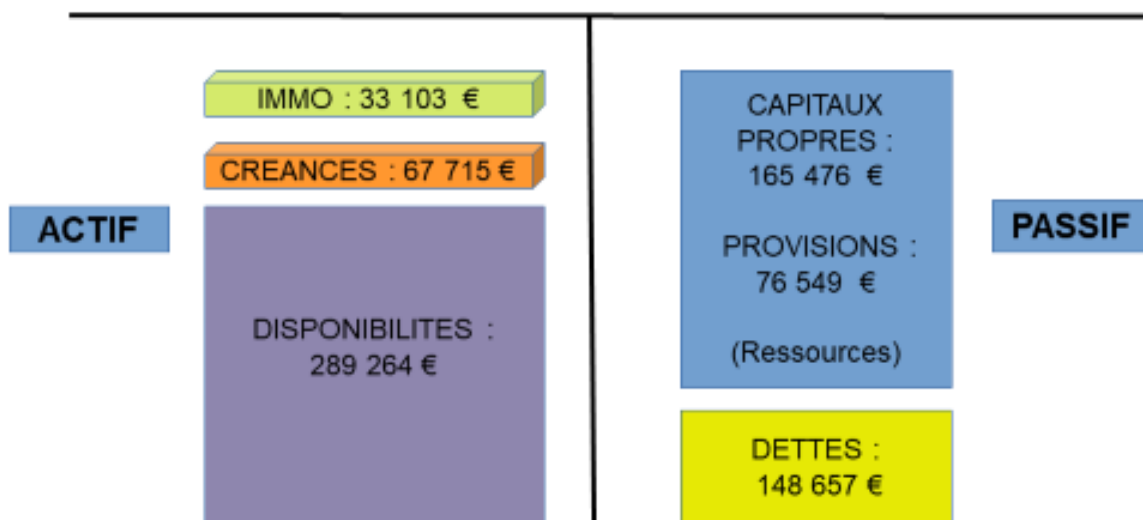 IMMO : 33 103 €
CREANCES : 67 715 €
ACTIF
DISPONIBILITES :
289 264 €
CAPITAUX
PROPRES :
165 476 €
PROVISIONS :
76 549 €
(Ressources)
PASSIF
DETTES :
148 657 €